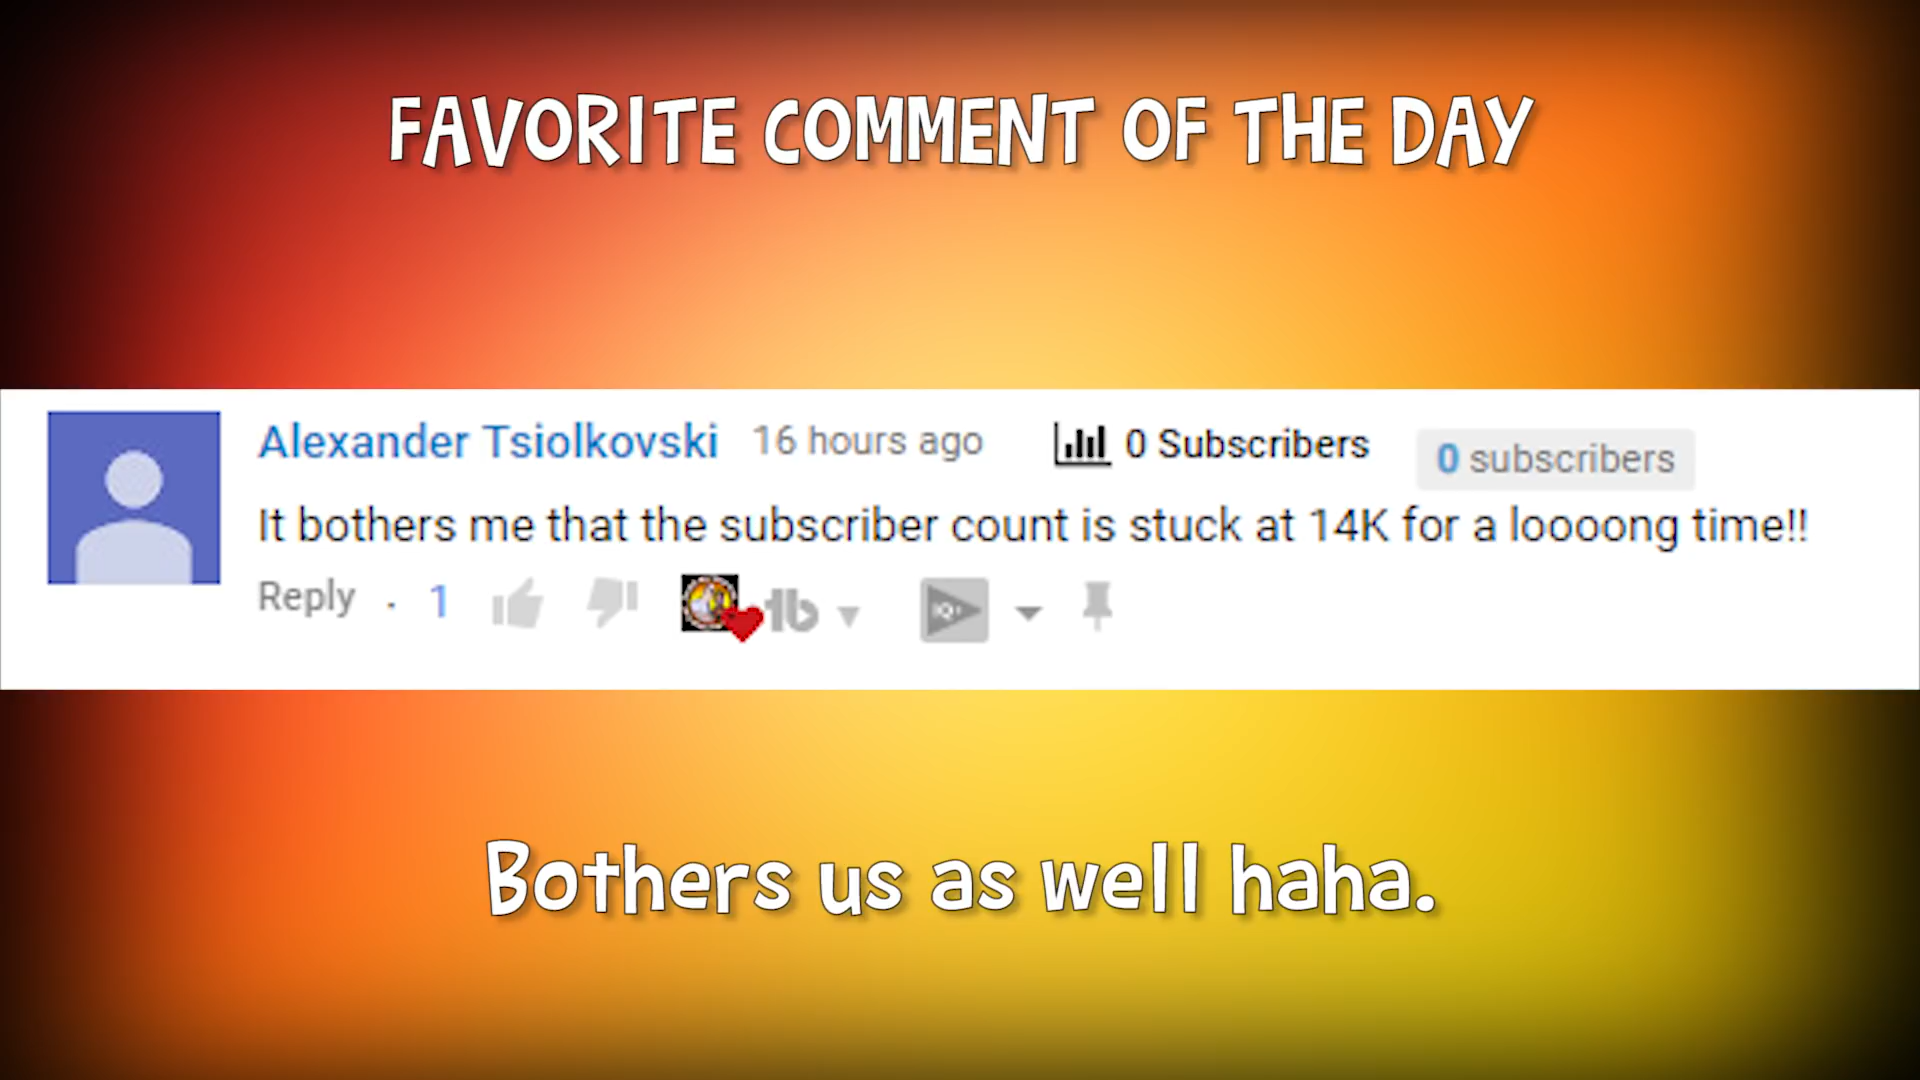 FAVORITE COMMENT OF THE DAY
Alexander Tsiolkovski 16 hours ago 0 Subscribers 0 subscribers
It bothers me that the subscriber count is stuck at 14K for a loooong time!!
Reply · 1
Bothers us as well haha.